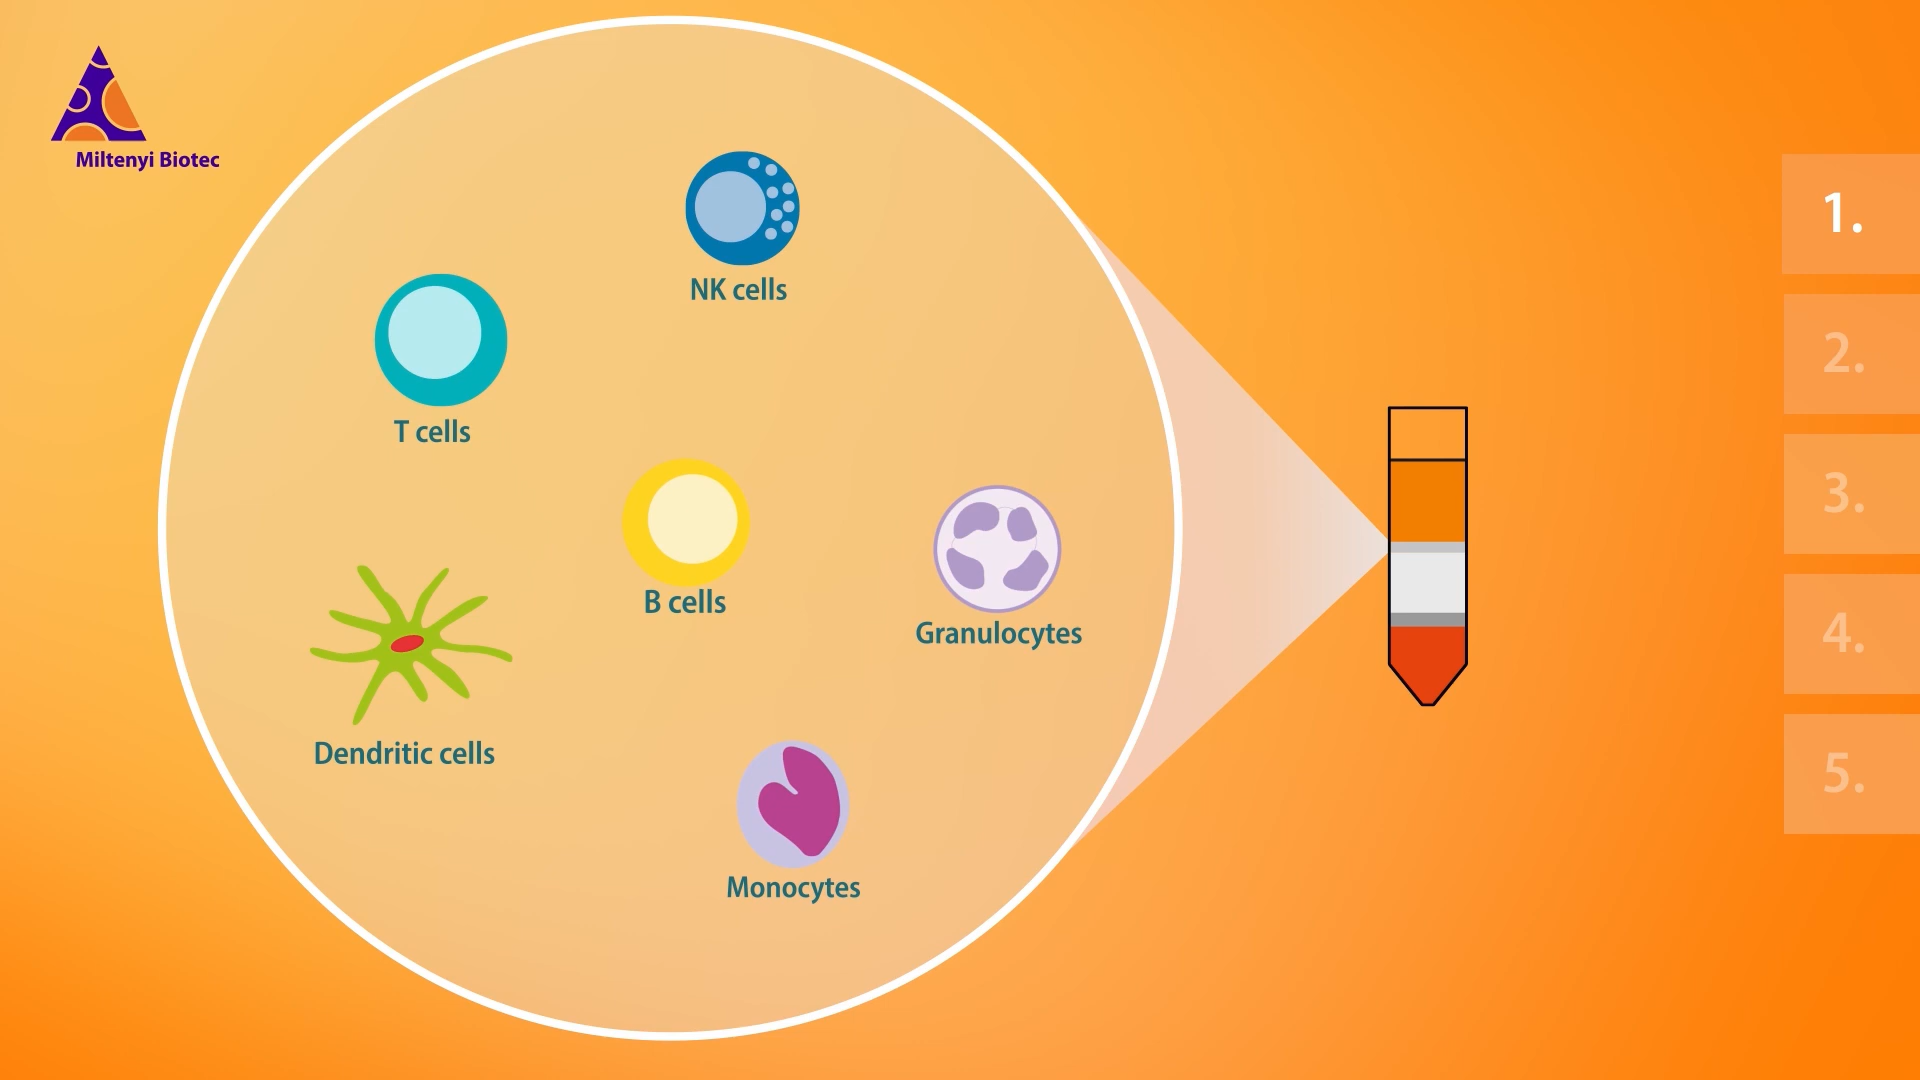 Miltenyi Biotec
NK cells
T cells
B cells
Granulocytes
Dendritic cells
Monocytes
1.
2.
3.
4.
5.